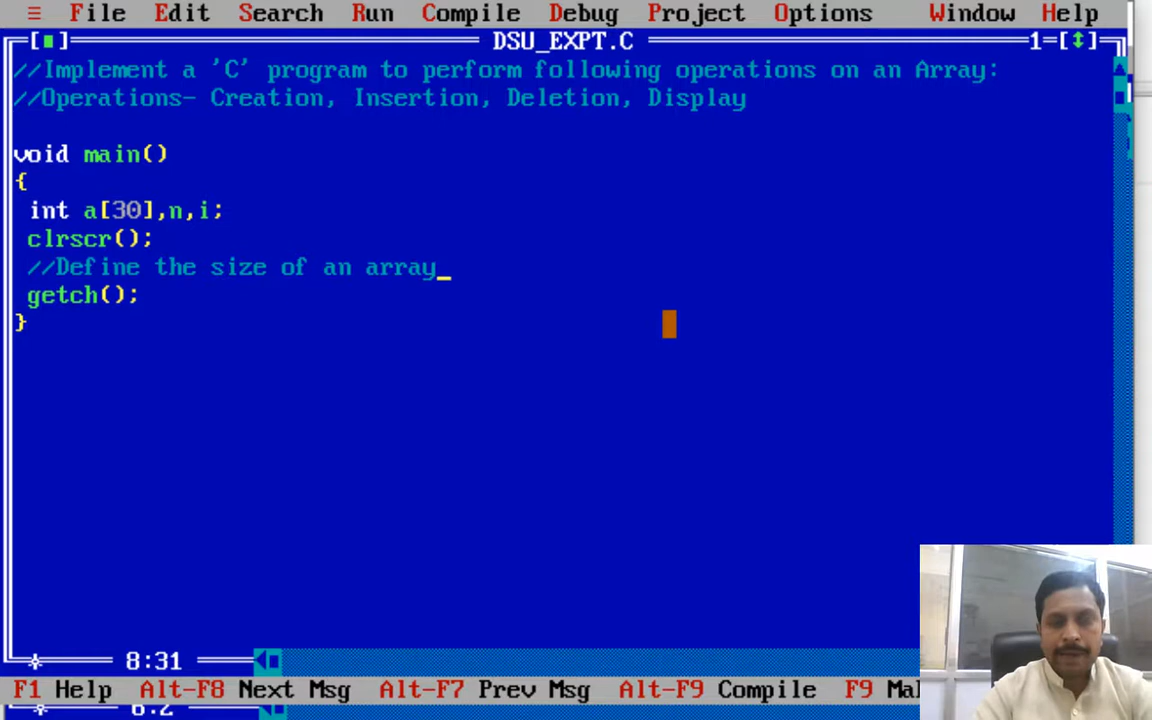 ≡ File Edit Search Run Compile Debug Project Options Window Help
[■] DSU_EXPT.C 1=[↕]
//Implement a 'C' program to perform following operations on an Array:
//Operations- Creation, Insertion, Deletion, Display
void main()
{
int a[30],n,i;
clrscr();
//Define the size of an array_
getch();
}
8:31
F1 Help Alt-F8 Next Msg Alt-F7 Prev Msg Alt-F9 Compile F9